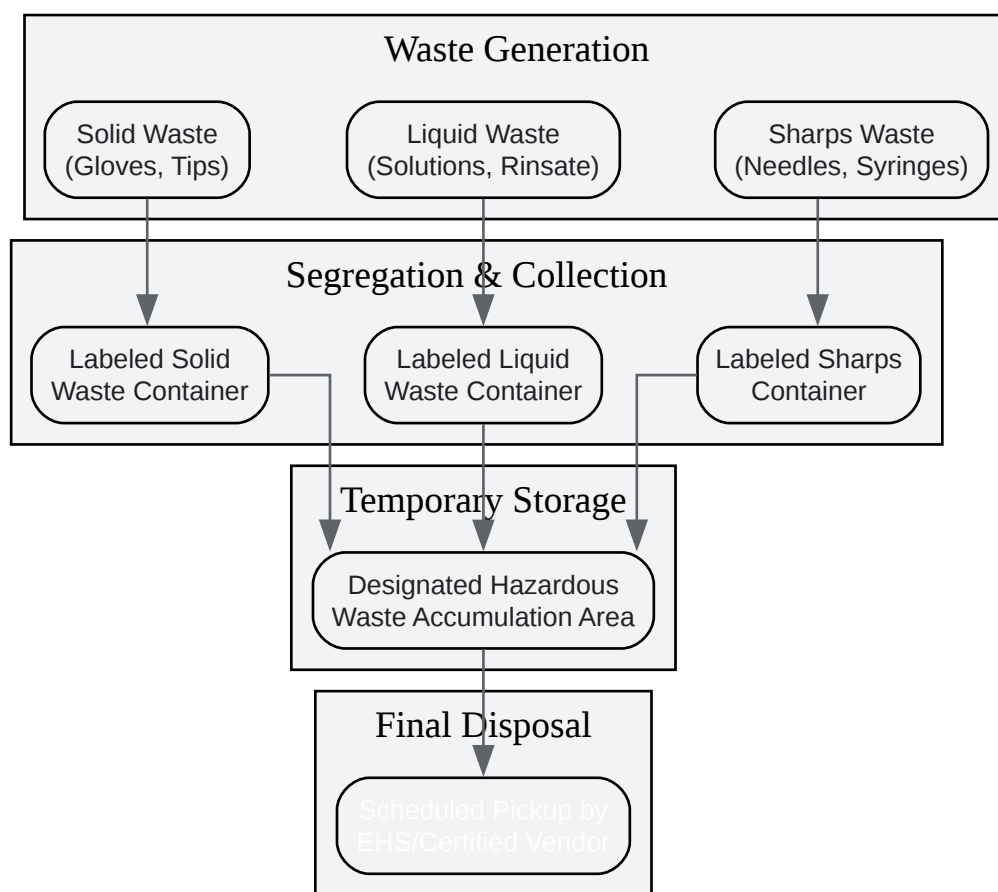 Waste Generation
Solid Waste
(Gloves, Tips)
Liquid Waste
(Solutions, Rinsate)
Sharps Waste
(Needles, Syringes)
Segregation & Collection
Labeled Solid
Waste Container
Labeled Liquid
Waste Container
Labeled Sharps
Container
Temporary Storage
Designated Hazardous
Waste Accumulation Area
Final Disposal
Scheduled Pickup by
EHS/Certified Vendor